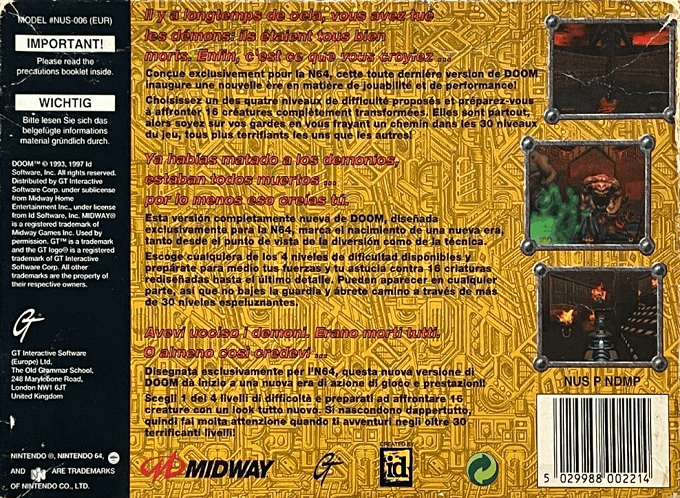 MODEL #NUS-006 (EUR)
IMPORTANT!
Please read the
precautions booklet inside.
WICHTIG
Bitte lesen Sie sich das
belgefügte informations
material gründlich durch.
DOOM™ © 1993, 1997 Id
Software, Inc. All rights reserved.
Distributed by GT Interactive
Software Corp. under sublicense
from Midway Home
Entertainment Inc., under license
from Id Software, Inc. MIDWAY®
is a registered trademark of
Midway Games Inc. Used by
permission. GT™ is a trademark
and the GT logo® is a registered
trademark of GT Interactive
Software Corp. All other
trademarks are the property of
their respective owners.
GT
GT Interactive Software
(Europe) Ltd,
The Old Grammar School,
248 Marylebone Road,
London NW1 6JT
United Kingdom
NINTENDO ®, NINTENDO 64,
AND ARE TRADEMARKS
OF NINTENDO CO., LTD.
Il y a longtemps de cela, vous avez tué
les démons: ils étaient tous bien
morts. Enfin, c'est ce que vous croyiez ...
Conçue exclusivement pour la N64, cette toute dernière version de DOOM
inaugure une nouvelle ère en matière de jouabilité et de performance!
Choisissez un des quatre niveaux de difficulté proposés et préparez-vous
à affronter 16 créatures complètement transformées. Elles sont partout,
alors soyez sur vos gardes en vous frayant un chemin dans les 30 niveaux
du jeu, tous plus terrifiants les uns que les autres!
Ya habías matado a los demonios,
estaban todos muertos ...
por lo menos eso creías tú.
Esta versión completamente nueva de DOOM, diseñada
exclusivamente para la N64, marca el nacimiento de una nueva era,
tanto desde el punto de vista de la diversión como de la técnica.
Escoge cualquiera de los 4 niveles de dificultad disponibles y
prepárate para medir tus fuerzas y tu astucia contra 16 criaturas
rediseñadas hasta el último detalle. Pueden aparecer en cualquier
parte, así que no bajes la guardia y ábrete camino a través de más
de 30 niveles espeluznantes.
Avevi ucciso i demoni. Erano morti tutti.
O almeno così credevi ...
Disegnata esclusivamente per l'N64, questa nuova versione di
DOOM dà inizio a una nuova era di azione di gioco e prestazioni!
Scegli 1 dei 4 livelli di difficoltà e preparati ad affrontare 16
creature con un look tutto nuovo. Si nascondono dappertutto,
quindi fai molta attenzione quando ti avventuri negli oltre 30
terrificanti livelli!
MIDWAY
GT
CREATED BY
id
NUS P NDMP
5 029988 002214